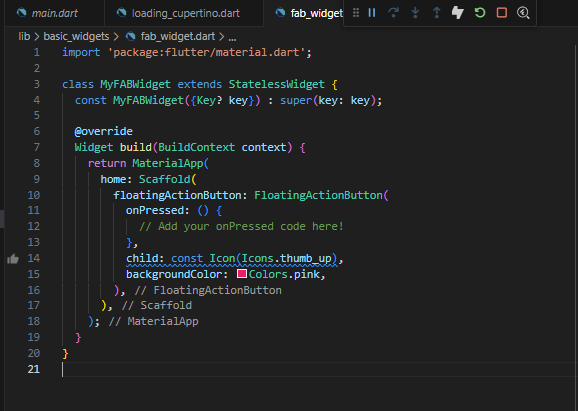 main.dart
loading_cupertino.dart
fab_widget
lib > basic_widgets > fab_widget.dart > ...
1 import 'package:flutter/material.dart';
2
3 class MyFABWidget extends StatelessWidget {
4 const MyFABWidget({Key? key}) : super(key: key);
5
6 @override
7 Widget build(BuildContext context) {
8 return MaterialApp(
9 home: Scaffold(
10 floatingActionButton: FloatingActionButton(
11 onPressed: () {
12 // Add your onPressed code here!
13 },
14 child: const Icon(Icons.thumb_up),
15 backgroundColor: Colors.pink,
16 ), // FloatingActionButton
17 ), // Scaffold
18 ); // MaterialApp
19 }
20 }
21